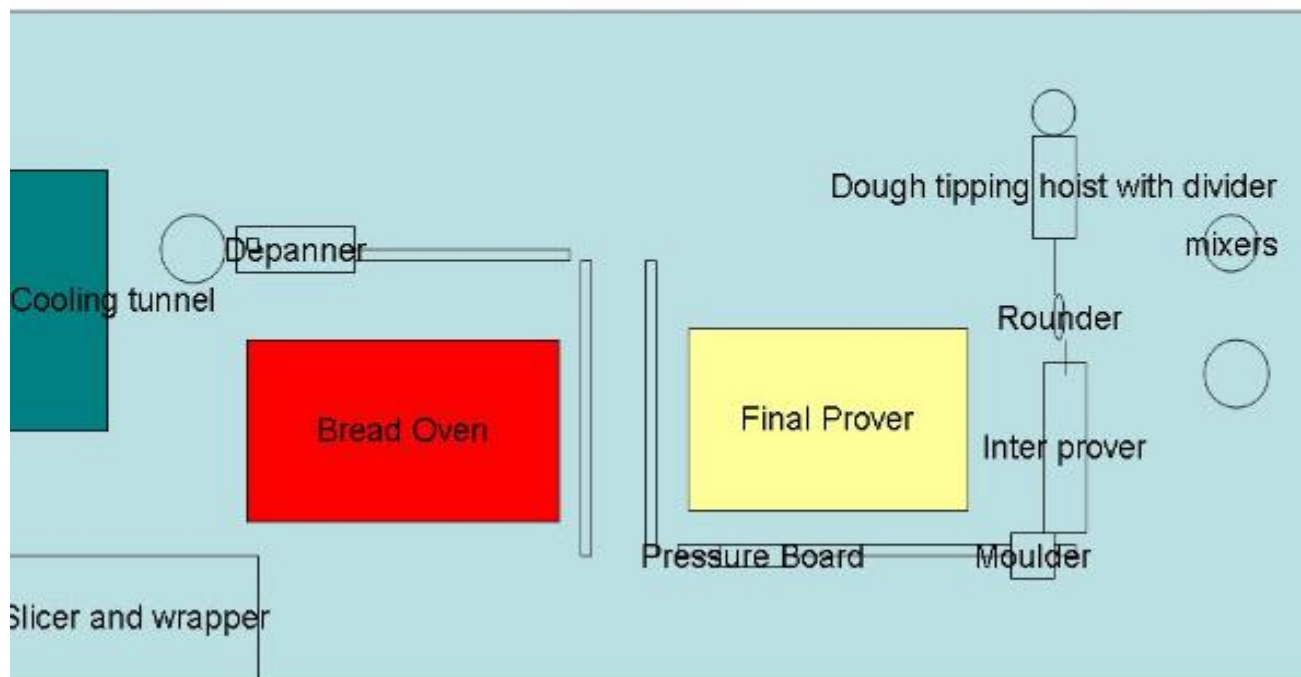 Dough tipping hoist with divider
mixers
Depanner
Cooling tunnel
Rounder
Bread Oven
Final Prover
Inter prover
Pressure Board
Moulder
Slicer and wrapper